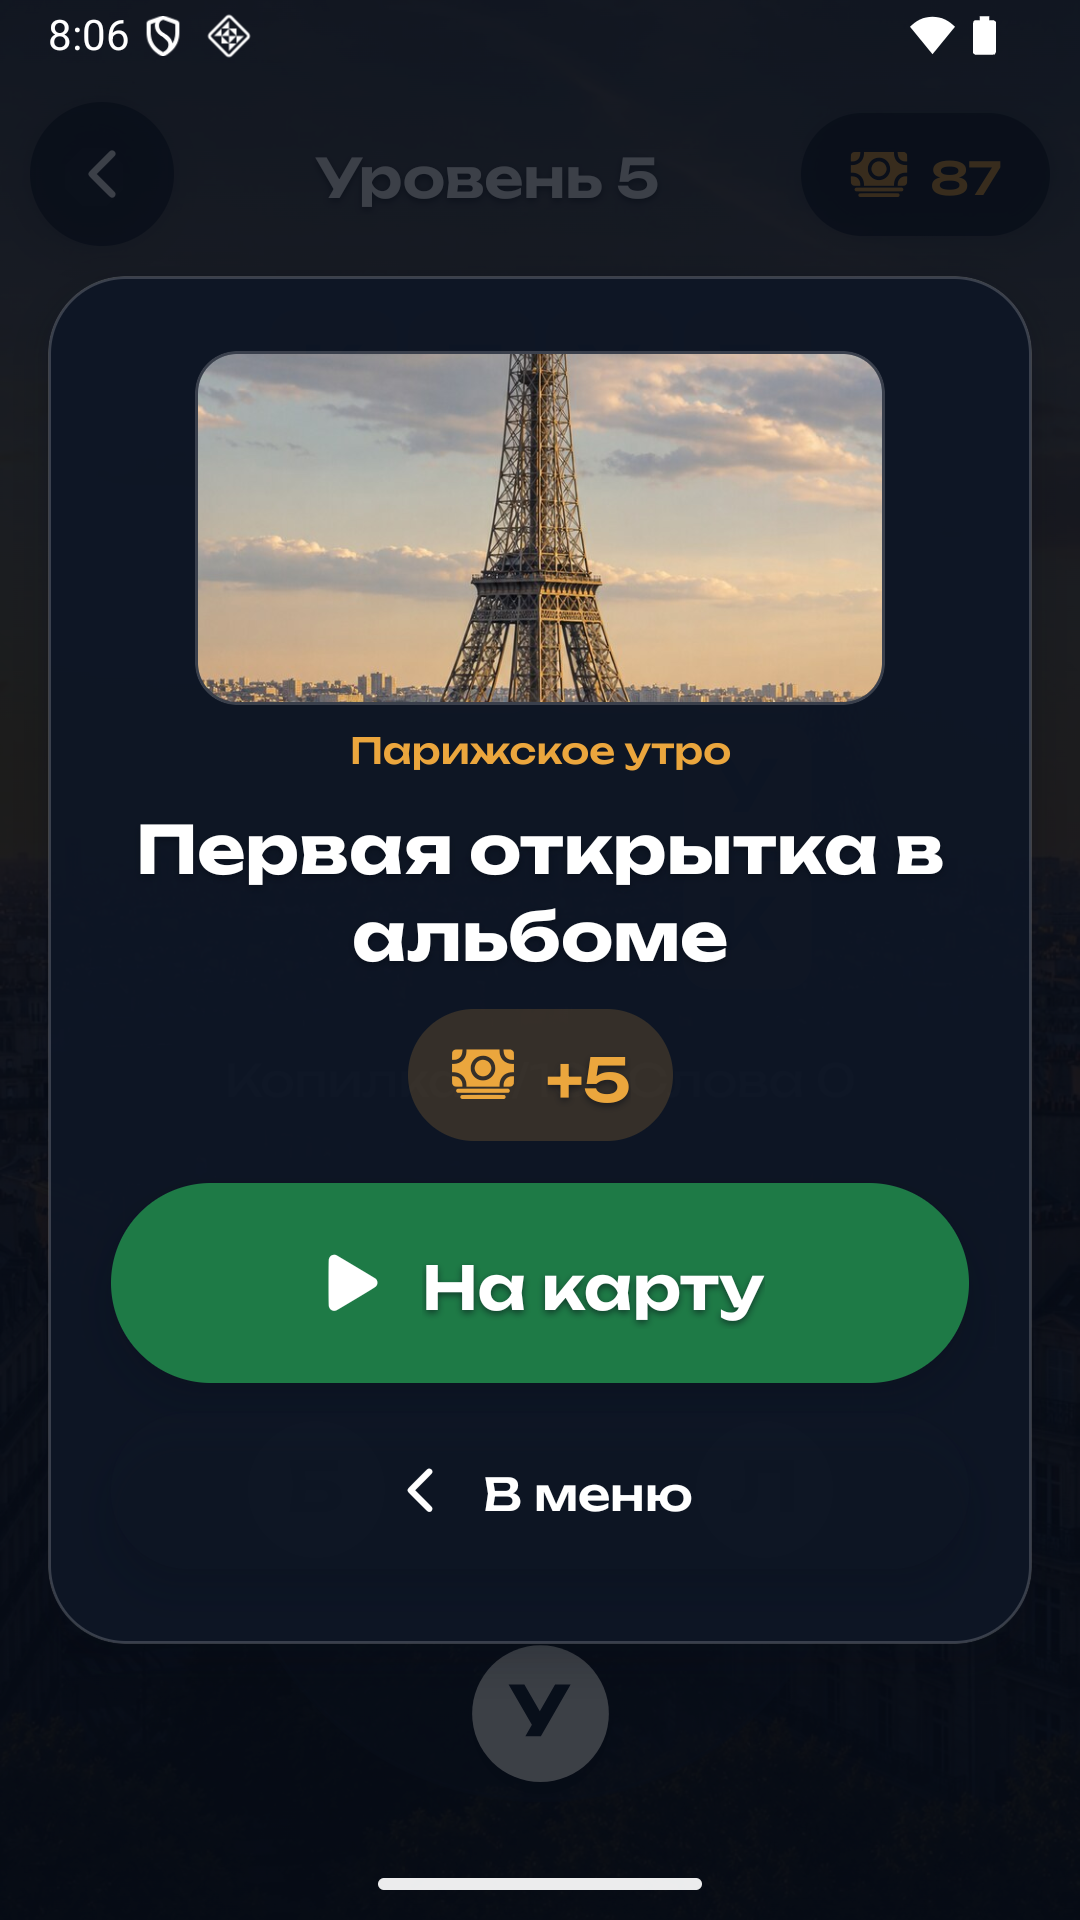 8:06
Уровень 5
87
Парижское утро
Первая открытка в
альбоме
+5
На карту
В меню
У